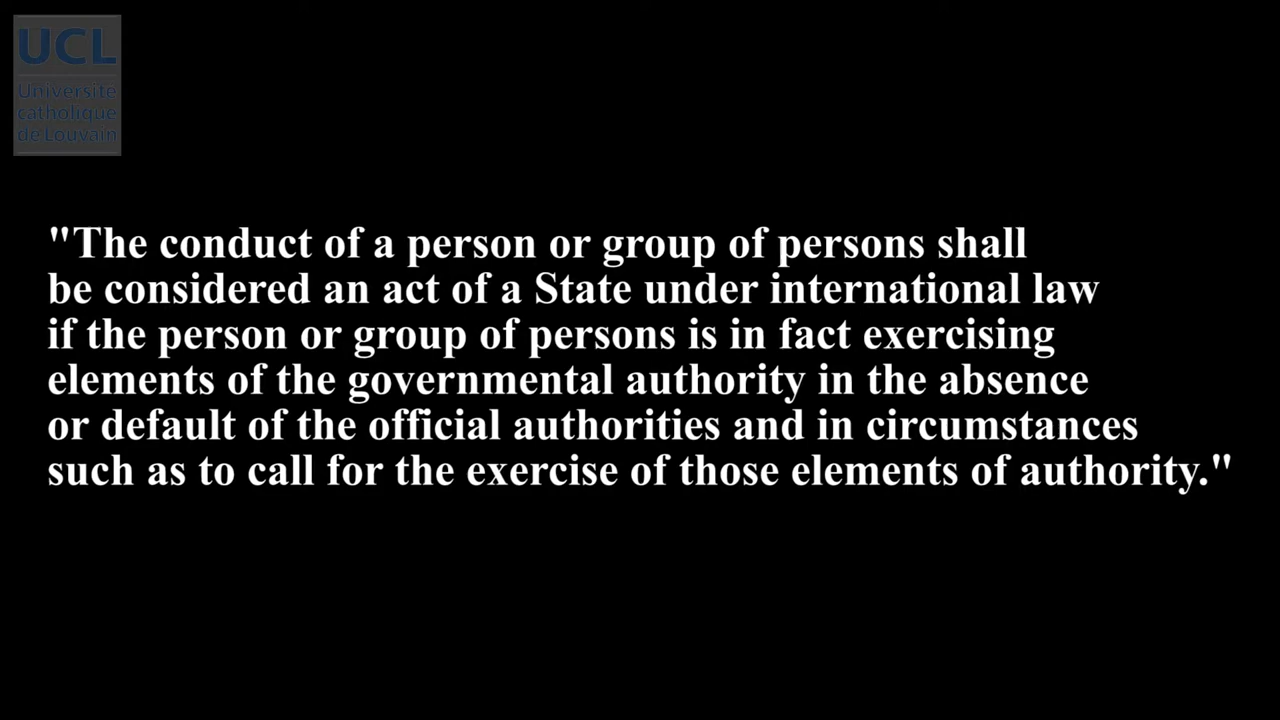 UCL
Université
catholique
de Louvain
"The conduct of a person or group of persons shall
be considered an act of a State under international law
if the person or group of persons is in fact exercising
elements of the governmental authority in the absence
or default of the official authorities and in circumstances
such as to call for the exercise of those elements of authority."